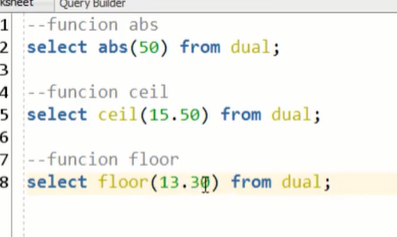 ksheet Query Builder
1 --funcion abs
2 select abs(50) from dual;
3
4 --funcion ceil
5 select ceil(15.50) from dual;
6
7 --funcion floor
8 select floor(13.30) from dual;